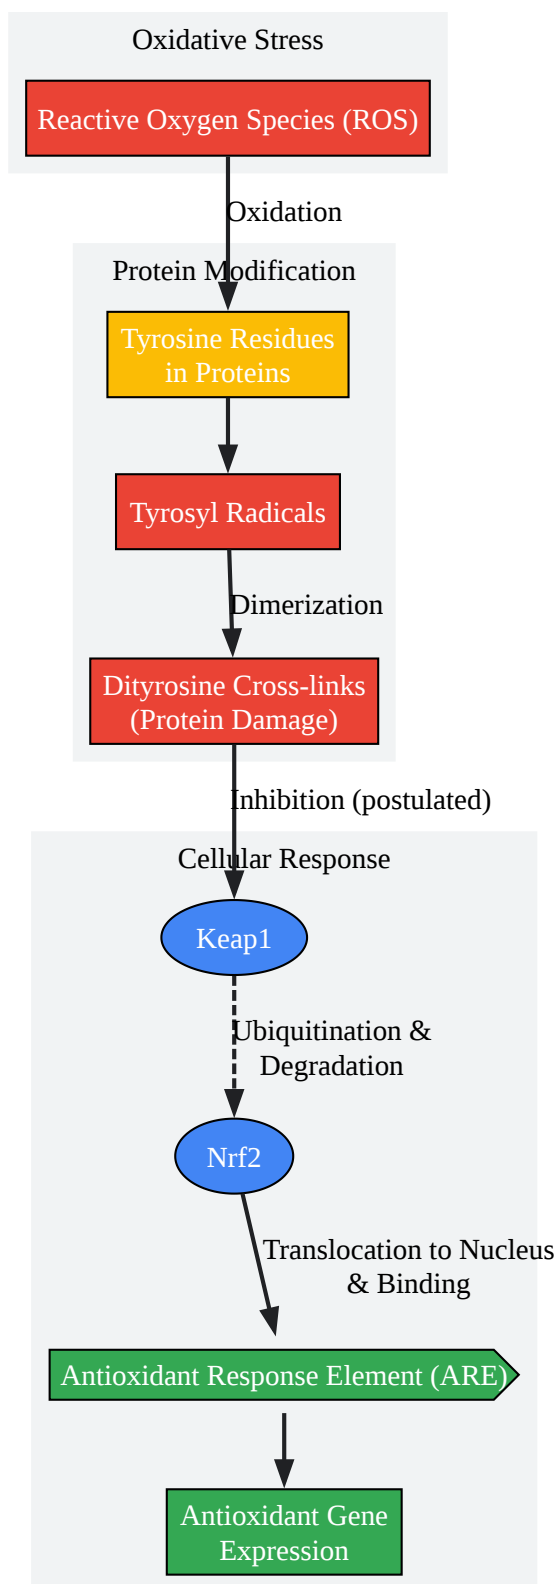 Oxidative Stress
Reactive Oxygen Species (ROS)
Oxidation
Protein Modification
Tyrosine Residues
in Proteins
Tyrosyl Radicals
Dimerization
Dityrosine Cross-links
(Protein Damage)
Inhibition (postulated)
Cellular Response
Keap1
Ubiquitination &
Degradation
Nrf2
Translocation to Nucleus
& Binding
Antioxidant Response Element (ARE)
Antioxidant Gene
Expression